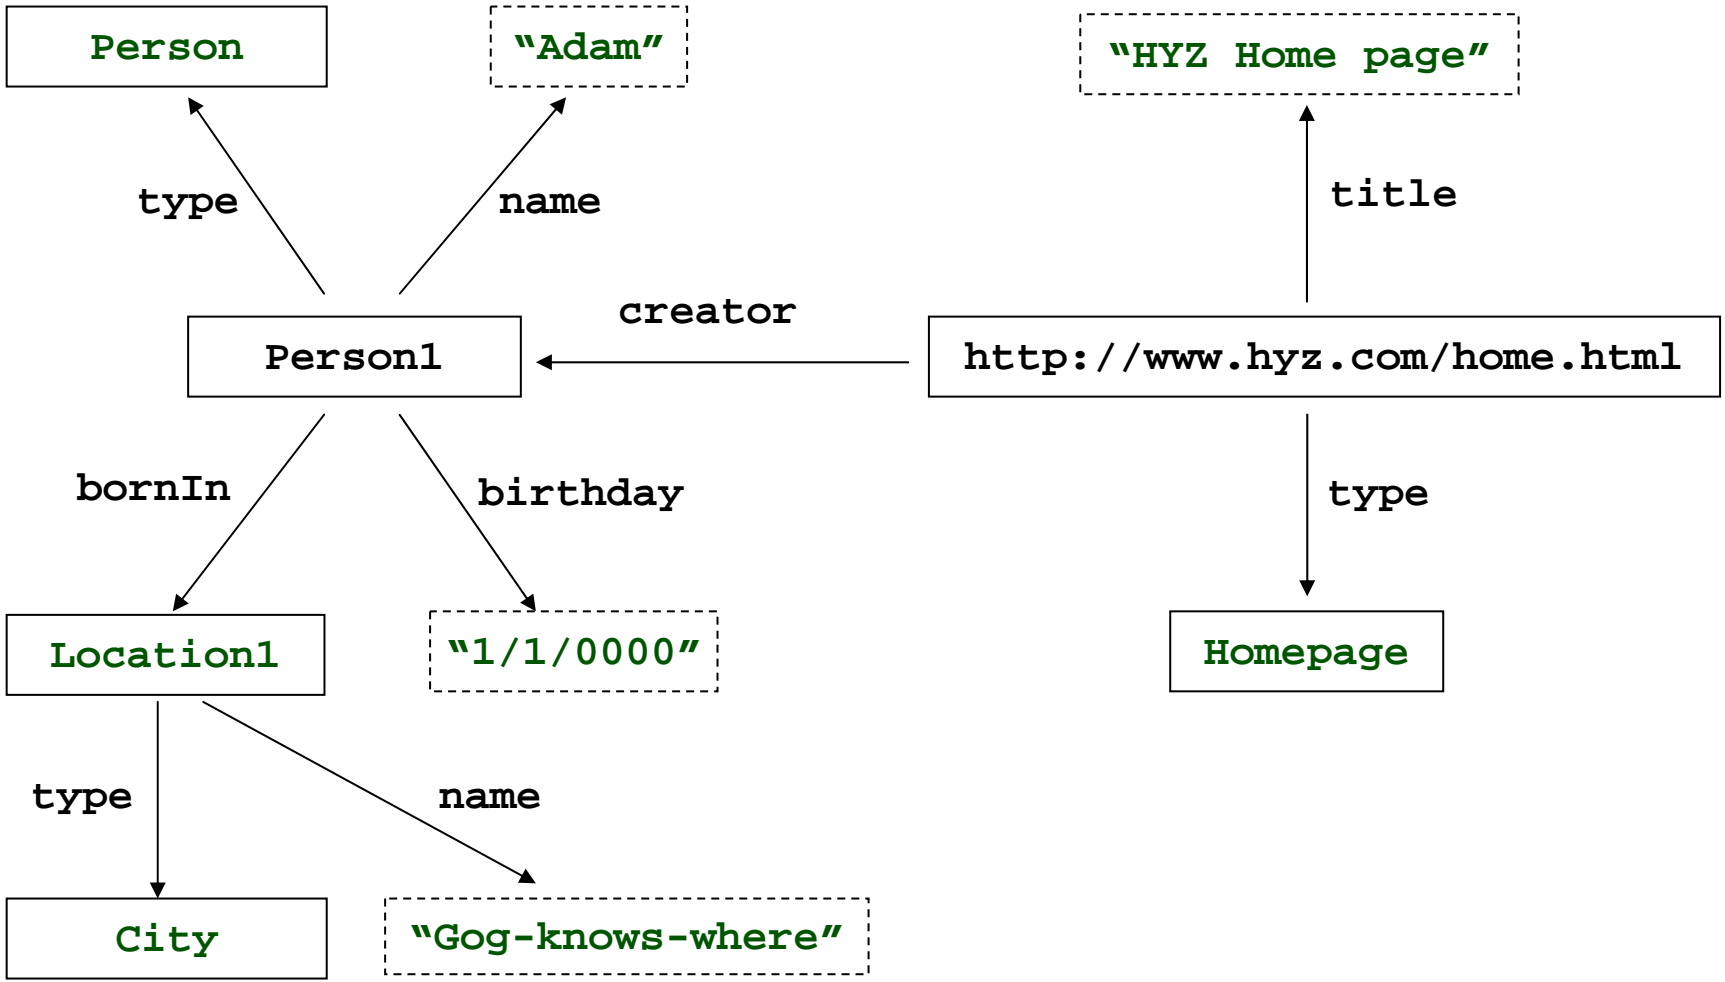 Person
“Adam”
“HYZ Home page”
type
name
title
creator
Person1
http://www.hyz.com/home.html
bornIn
birthday
type
Location1
“1/1/0000”
Homepage
type
name
City
“Gog-knows-where”